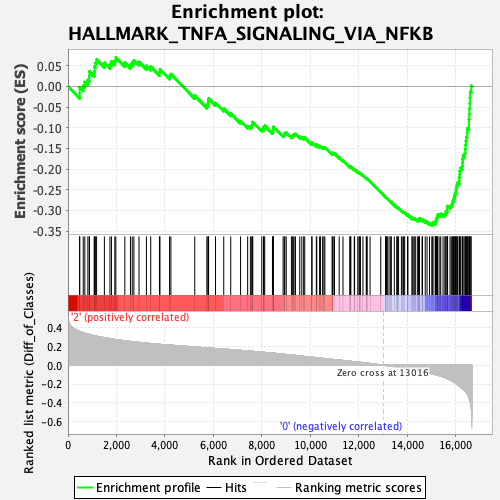 Enrichment plot:
HALLMARK_TNFA_SIGNALING_VIA_NFKB
Enrichment score (ES)
0.05
0.00
-0.05
-0.10
-0.15
-0.20
-0.25
-0.30
-0.35
'2' (positively correlated)
Ranked list metric (Diff_of_Classes)
0.4
0.2
0.0
-0.2
-0.4
-0.6
Zero cross at 13016
'0' (negatively correlated)
0
2,000
4,000
6,000
8,000
10,000
12,000
14,000
16,000
Rank in Ordered Dataset
Enrichment profile
Hits
Ranking metric scores